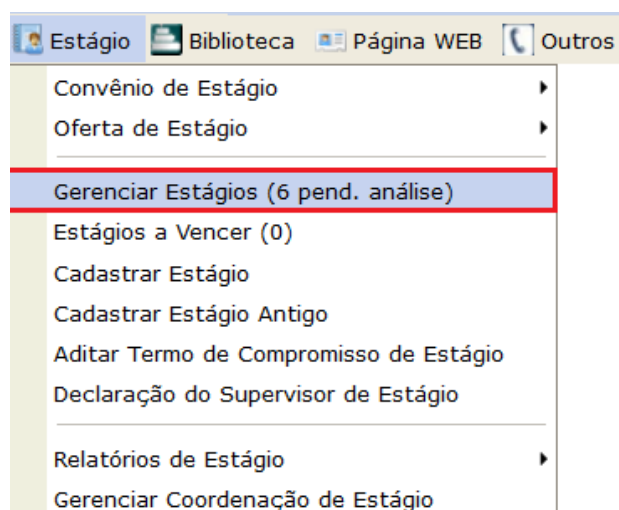 Estágio Biblioteca Página WEB Outros
Convênio de Estágio
Oferta de Estágio
Gerenciar Estágios (6 pend. análise)
Estágios a Vencer (0)
Cadastrar Estágio
Cadastrar Estágio Antigo
Aditar Termo de Compromisso de Estágio
Declaração do Supervisor de Estágio
Relatórios de Estágio
Gerenciar Coordenação de Estágio